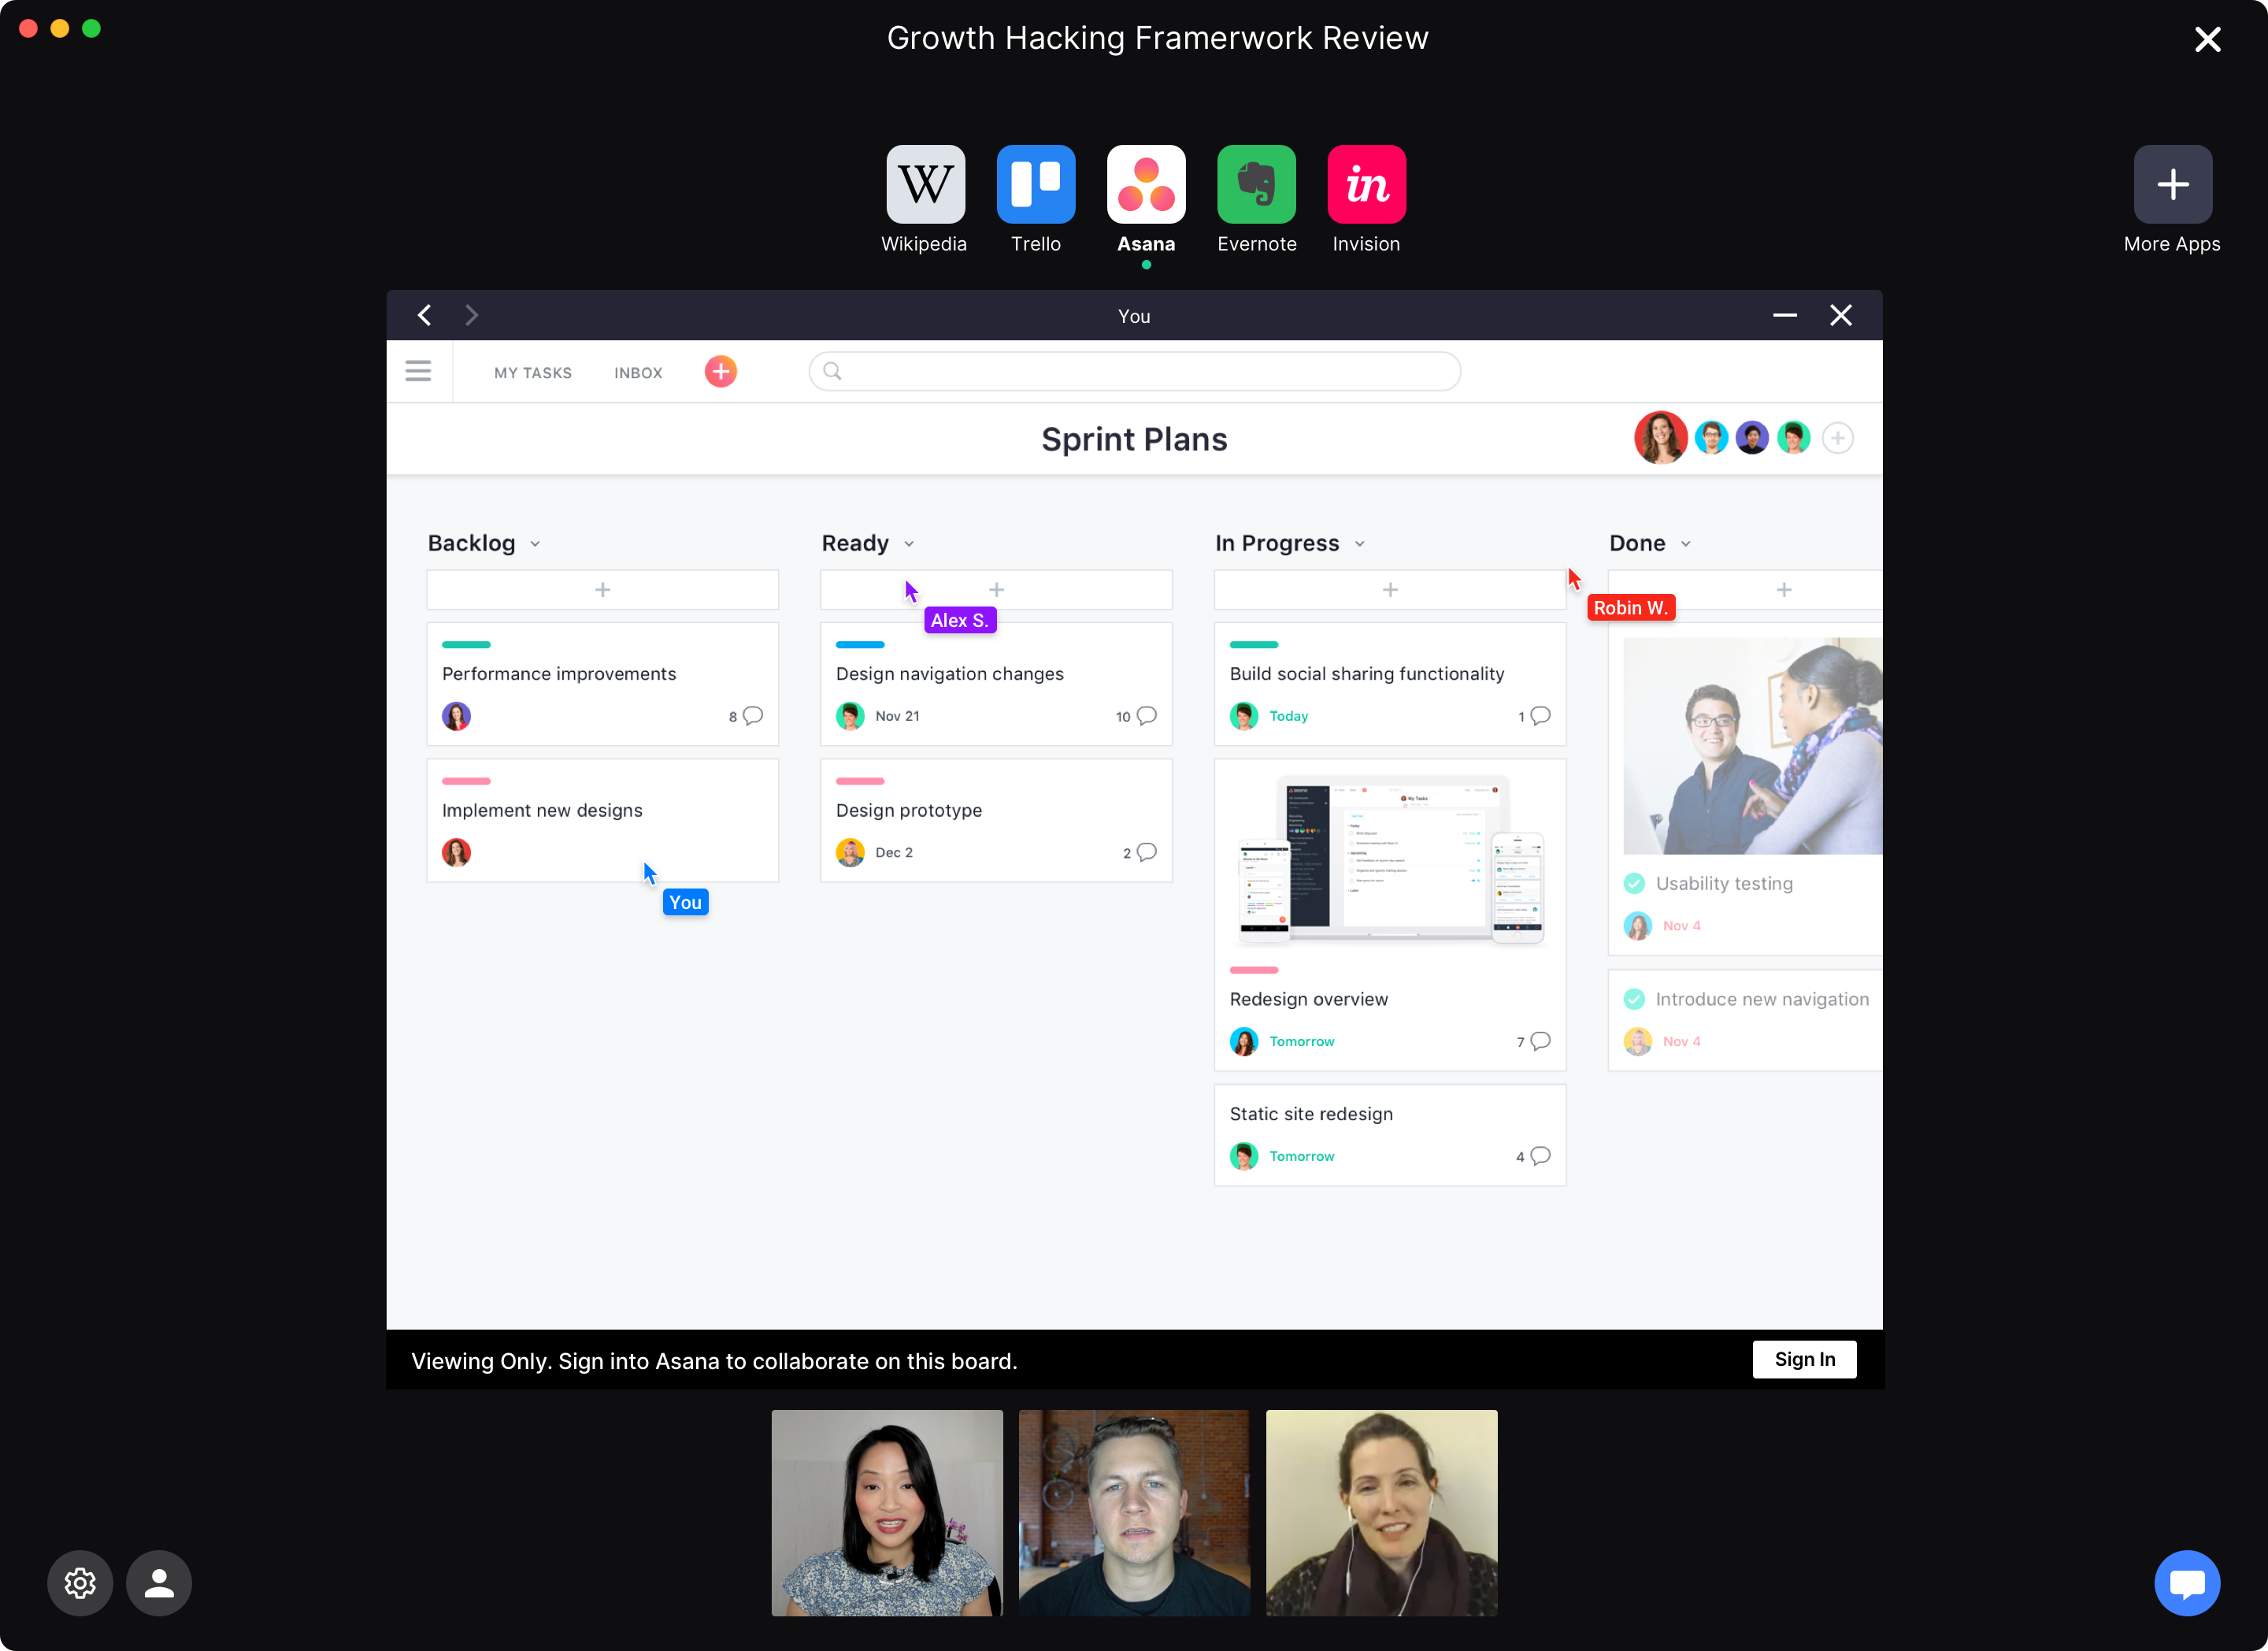 Growth Hacking Framerwork Review
W
in
Wikipedia
Trello
Asana
Evernote
Invision
More Apps
You
MY TASKS
INBOX
Sprint Plans
Backlog
Ready
In Progress
Done
Alex S.
Robin W.
Performance improvements
8
Implement new designs
You
Design navigation changes
Nov 21
10
Design prototype
Dec 2
2
Build social sharing functionality
Today
1
My Tasks
Redesign overview
Tomorrow
7
Static site redesign
Tomorrow
4
Usability testing
Nov 4
Introduce new navigation
Nov 4
Viewing Only. Sign into Asana to collaborate on this board.
Sign In